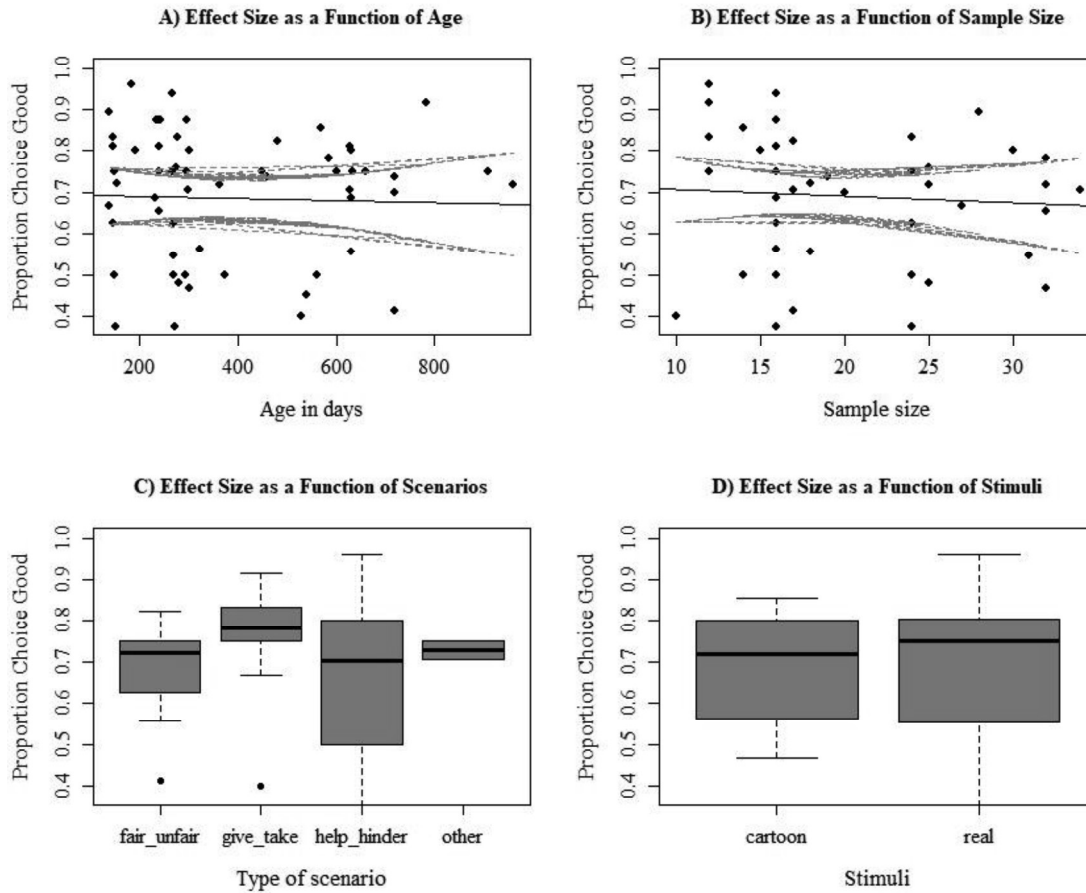 A) Effect Size as a Function of Age
Proportion Choice Good
1.0
0.9
0.8
0.7
0.6
0.5
0.4
200 400 600 800
Age in days
B) Effect Size as a Function of Sample Size
Proportion Choice Good
1.0
0.9
0.8
0.7
0.6
0.5
0.4
10 15 20 25 30
Sample size
C) Effect Size as a Function of Scenarios
Proportion Choice Good
1.0
0.9
0.8
0.7
0.6
0.5
0.4
fair_unfair give_take help_hinder other
Type of scenario
D) Effect Size as a Function of Stimuli
Proportion Choice Good
1.0
0.9
0.8
0.7
0.6
0.5
0.4
cartoon real
Stimuli